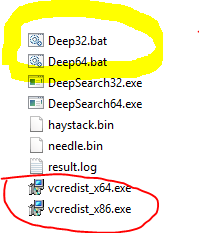 Deep32.bat
Deep64.bat
DeepSearch32.exe
DeepSearch64.exe
haystack.bin
needle.bin
result.log
vcredist_x64.exe
vcredist_x86.exe